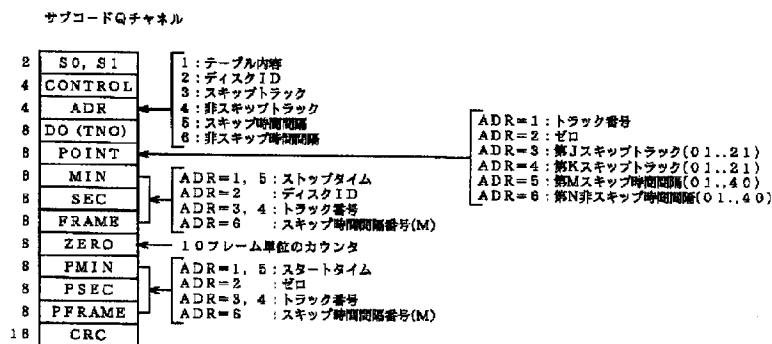 サブコードQチャネル
2 S0, S1
4 CONTROL
4 ADR
8 DO (TNO)
8 POINT
8 MIN
8 SEC
8 FRAME
8 ZERO
8 PMIN
8 PSEC
8 PFRAME
16 CRC
1:テーブル内容
2:ディスクID
3:スキップトラック
4:非スキップトラック
5:スキップ時間間隔
6:非スキップ時間間隔
ADR=1:トラック番号
ADR=2:ゼロ
ADR=3:第Jスキップトラック(01..21)
ADR=4:第Kスキップトラック(01..21)
ADR=5:第Mスキップ時間間隔(01..40)
ADR=6:第N非スキップ時間間隔(01..40)
ADR=1, 5:ストップタイム
ADR=2 :ディスクID
ADR=3, 4:トラック番号
ADR=6 :スキップ時間間隔番号(M)
10フレーム単位のカウンタ
ADR=1, 5:スタートタイム
ADR=2 :ゼロ
ADR=3, 4:トラック番号
ADR=6 :スキップ時間間隔番号(M)